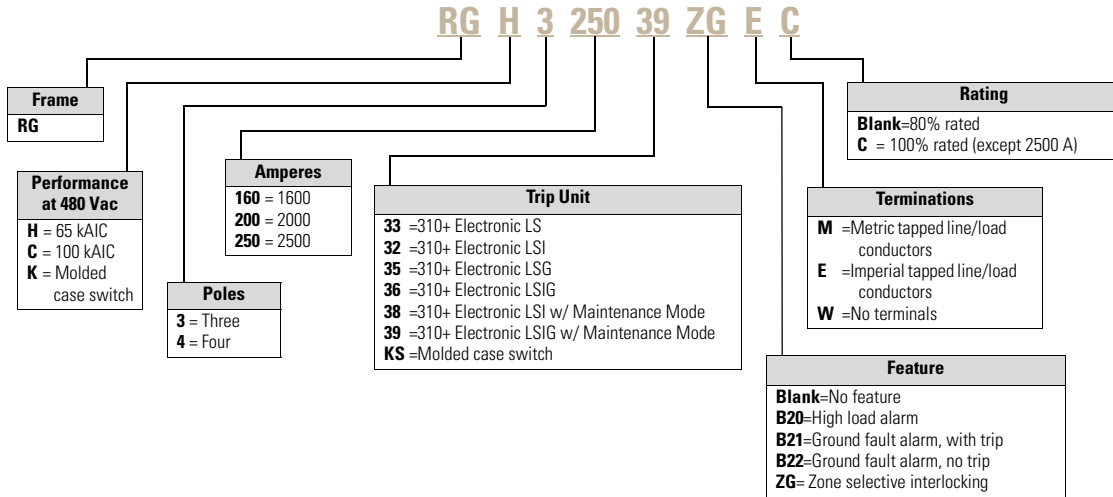 RG H 3 250 39 ZG E C
Frame
RG
Performance
at 480 Vac
H = 65 kAIC
C = 100 kAIC
K = Molded
case switch
Poles
3 = Three
4 = Four
Amperes
160 = 1600
200 = 2000
250 = 2500
Trip Unit
33 =310+ Electronic LS
32 =310+ Electronic LSI
35 =310+ Electronic LSG
36 =310+ Electronic LSIG
38 =310+ Electronic LSI w/ Maintenance Mode
39 =310+ Electronic LSIG w/ Maintenance Mode
KS =Molded case switch
Rating
Blank=80% rated
C = 100% rated (except 2500 A)
Terminations
M =Metric tapped line/load
conductors
E =Imperial tapped line/load
conductors
W =No terminals
Feature
Blank=No feature
B20=High load alarm
B21=Ground fault alarm, with trip
B22=Ground fault alarm, no trip
ZG= Zone selective interlocking